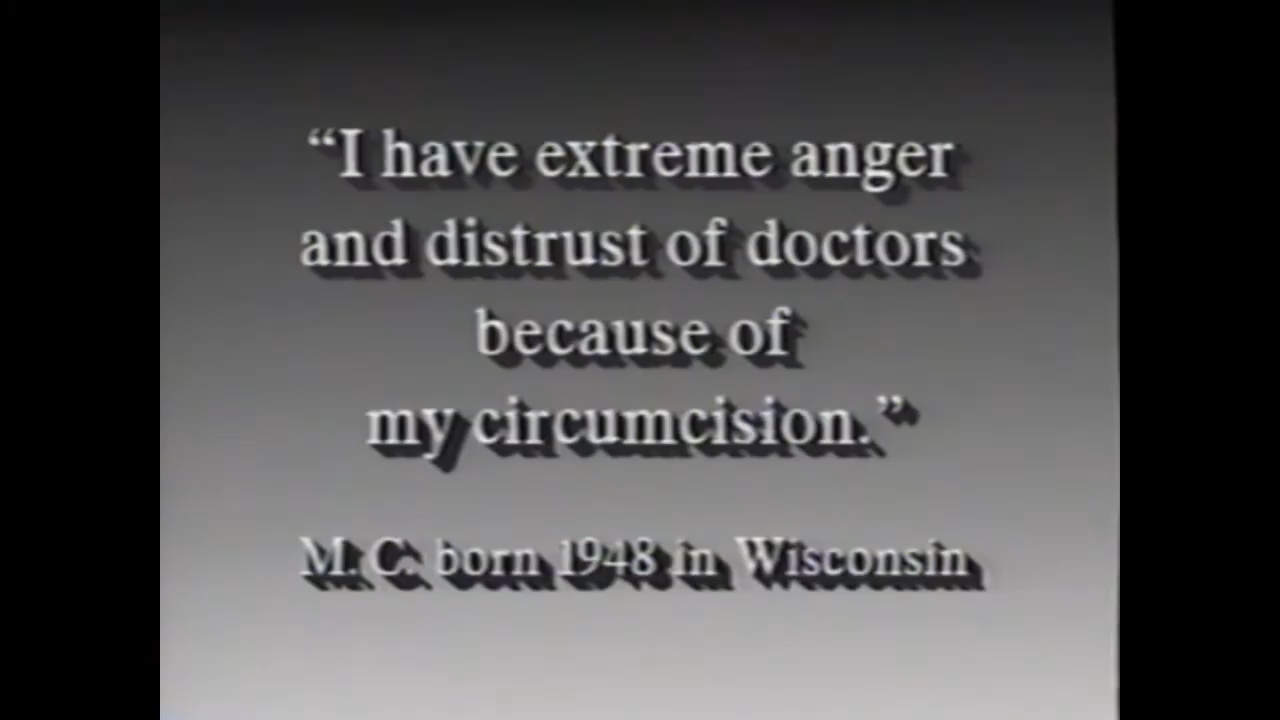 “I have extreme anger
and distrust of doctors
because of
my circumcision.”
M. C. born 1948 in Wisconsin